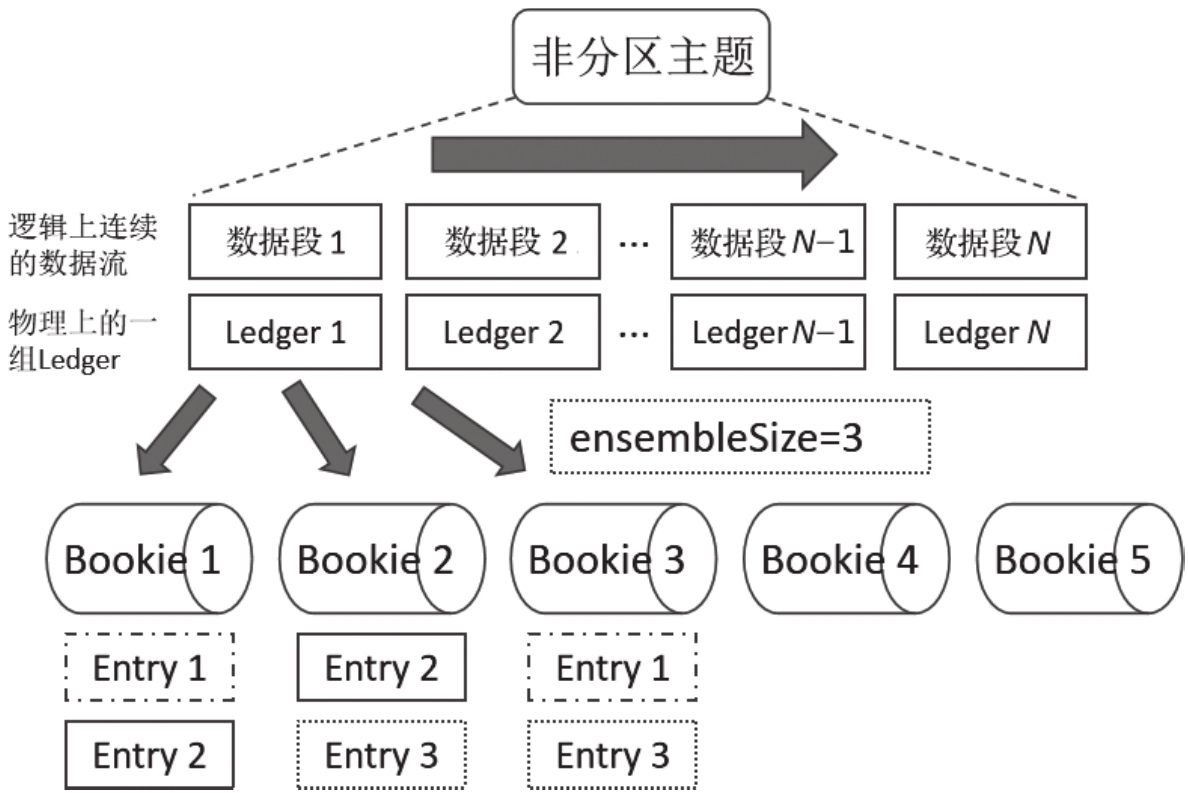 非分区主题
逻辑上连续
的数据流
数据段 1
数据段 2
...
数据段 N-1
数据段 N
物理上的一
组Ledger
Ledger 1
Ledger 2
...
Ledger N-1
Ledger N
ensembleSize=3
Bookie 1
Bookie 2
Bookie 3
Bookie 4
Bookie 5
Entry 1
Entry 2
Entry 1
Entry 2
Entry 3
Entry 3